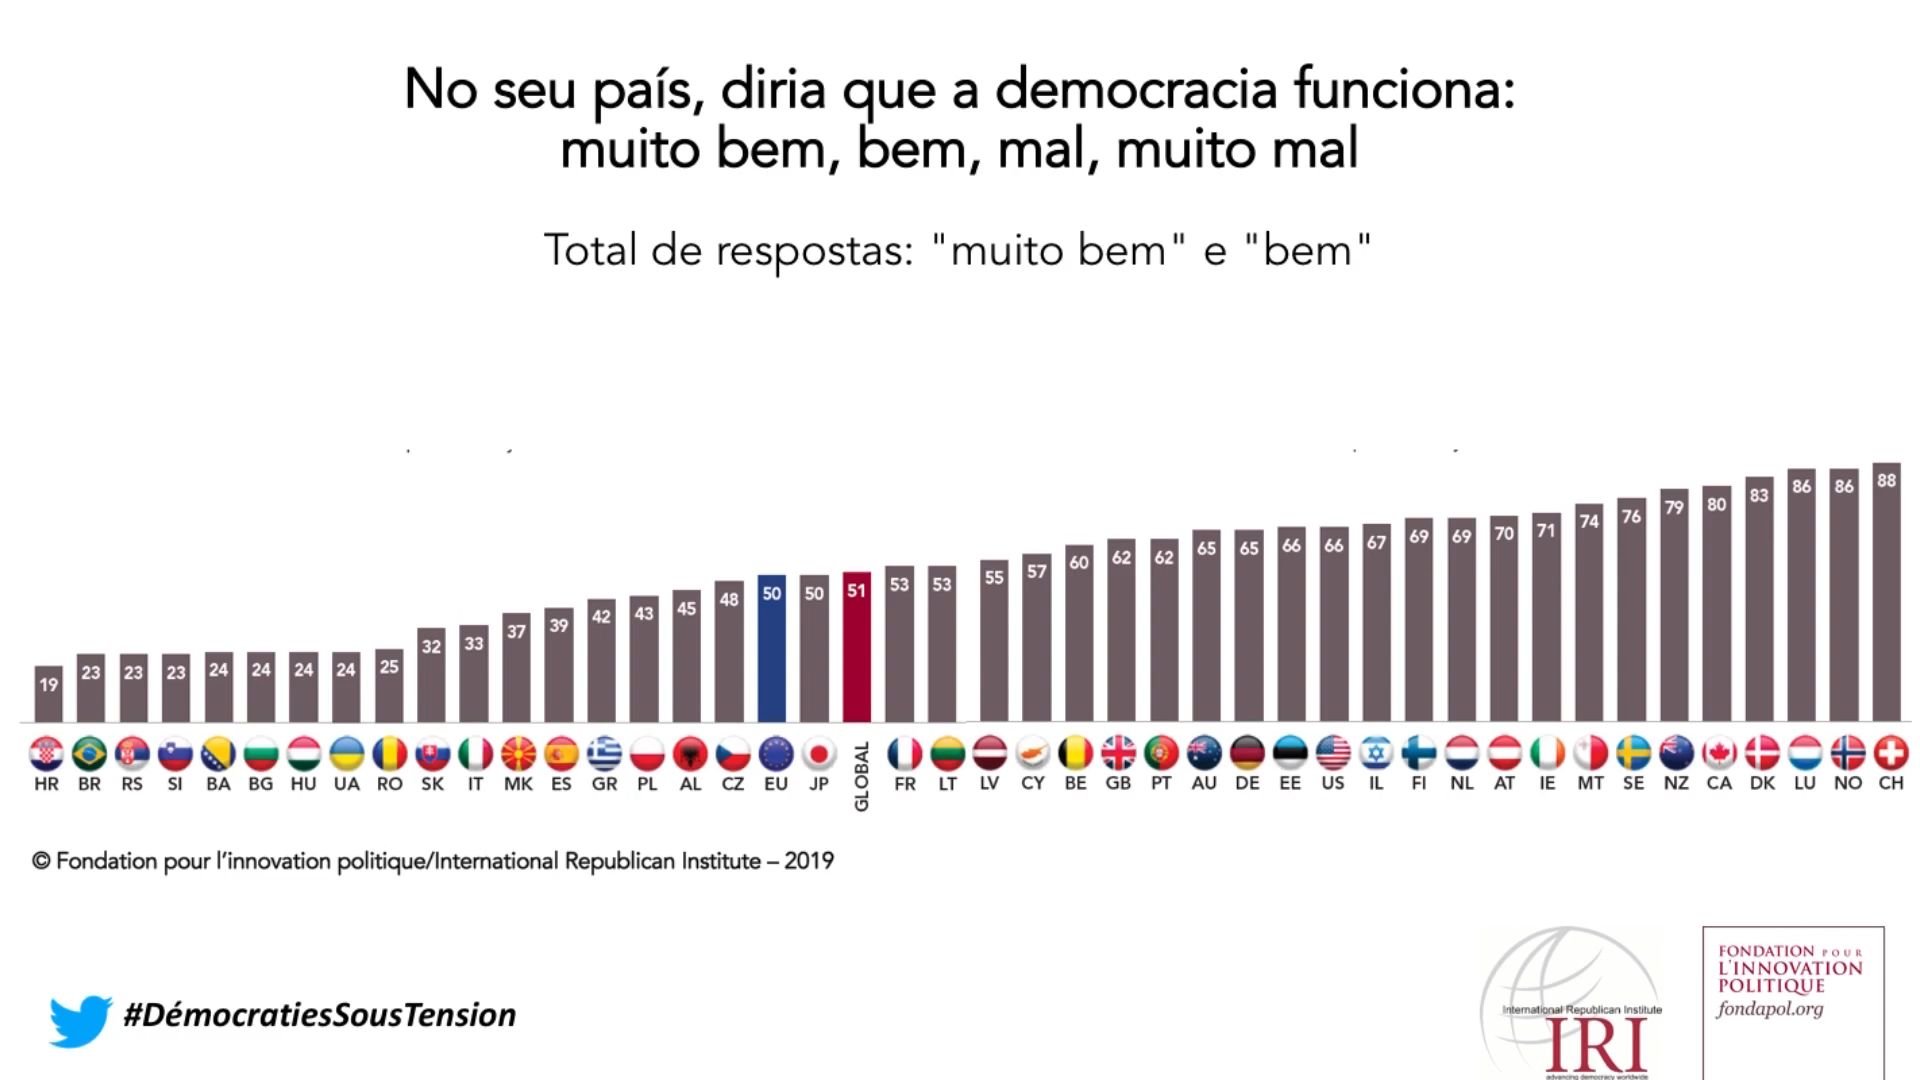 No seu país, diria que a democracia funciona:
muito bem, bem, mal, muito mal
Total de respostas: "muito bem" e "bem"
19 23 23 23 24 24 24 24 25 32 33 37 39 42 43 45 48 50 50 51 53 53 55 57 60 62 62 65 65 66 66 67 69 69 70 71 74 76 79 80 83 86 86 88
HR BR RS SI BA BG HU UA RO SK IT MK ES GR PL AL CZ EU JP GLOBAL FR LT LV CY BE GB PT AU DE EE US IL FI NL AT IE MT SE NZ CA DK LU NO CH
© Fondation pour l'innovation politique/International Republican Institute – 2019
#DémocratiesSousTension
International Republican Institute
IRI
advancing democracy worldwide
FONDATION POUR
L'INNOVATION
POLITIQUE
fondapol.org